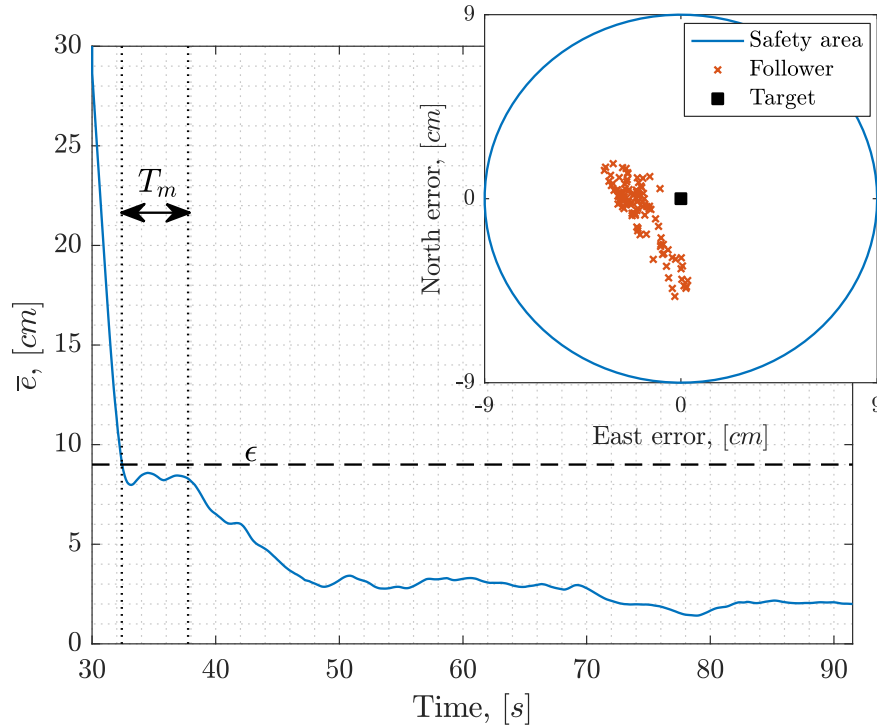 30
25
20
15
10
5
0
30
40
50
60
70
80
90
Time, [s]
e̅, [cm]
T_m
ϵ
9
0
-9
-9
0
9
East error, [cm]
North error, [cm]
Safety area
Follower
Target